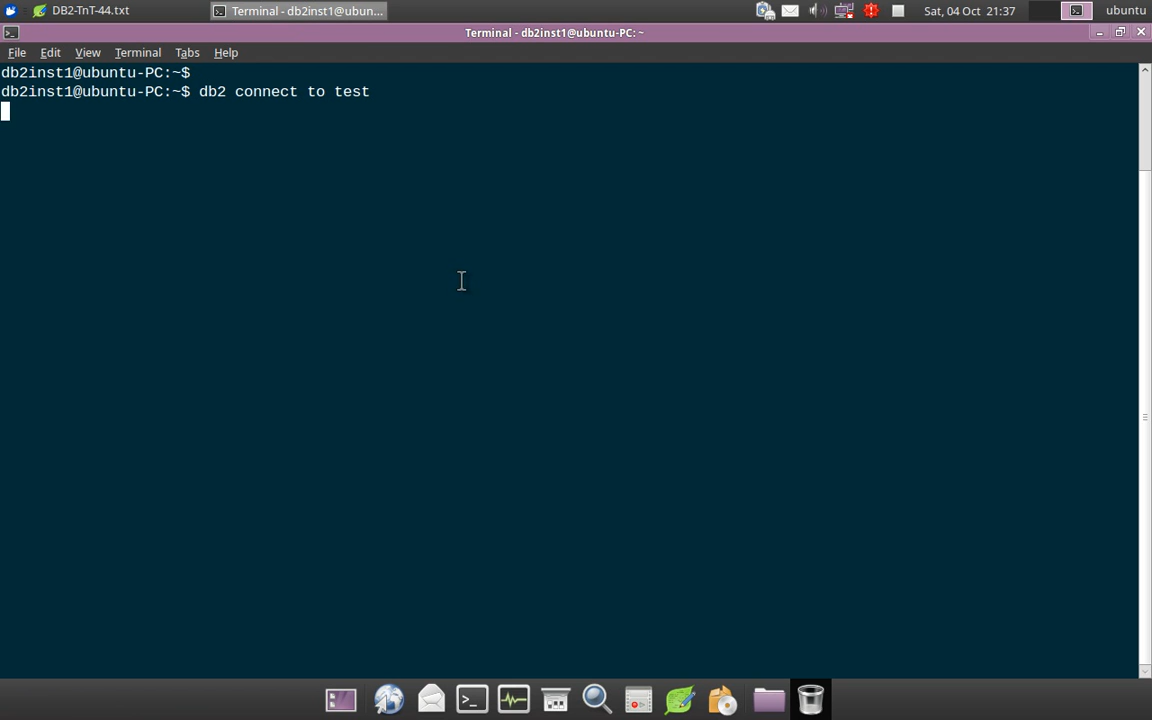 DB2-TnT-44.txt
Terminal - db2inst1@ubun...
Sat, 04 Oct 21:37
ubuntu
Terminal - db2inst1@ubuntu-PC: ~
File Edit View Terminal Tabs Help
db2inst1@ubuntu-PC:~$
db2inst1@ubuntu-PC:~$ db2 connect to test